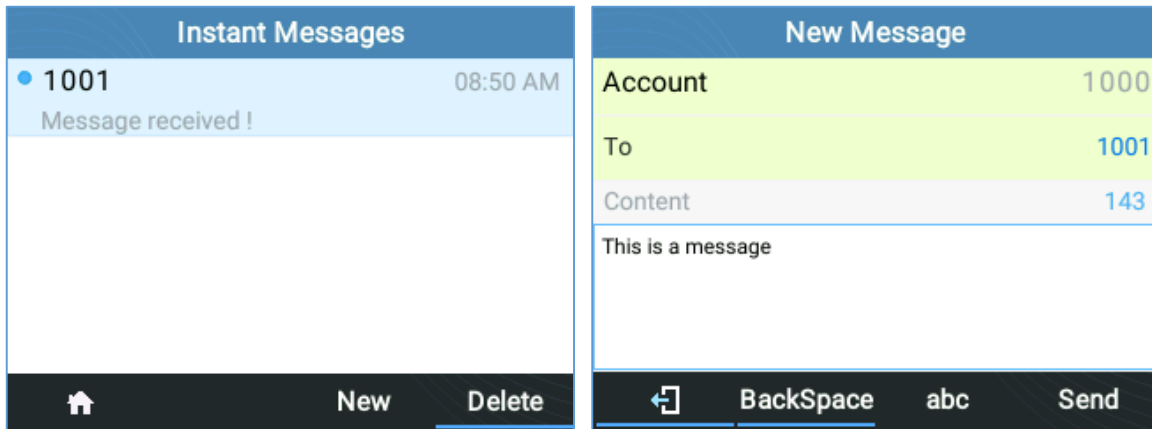 Instant Messages
1001 08:50 AM
Message received !
New Delete
New Message
Account 1000
To 1001
Content 143
This is a message
BackSpace abc Send